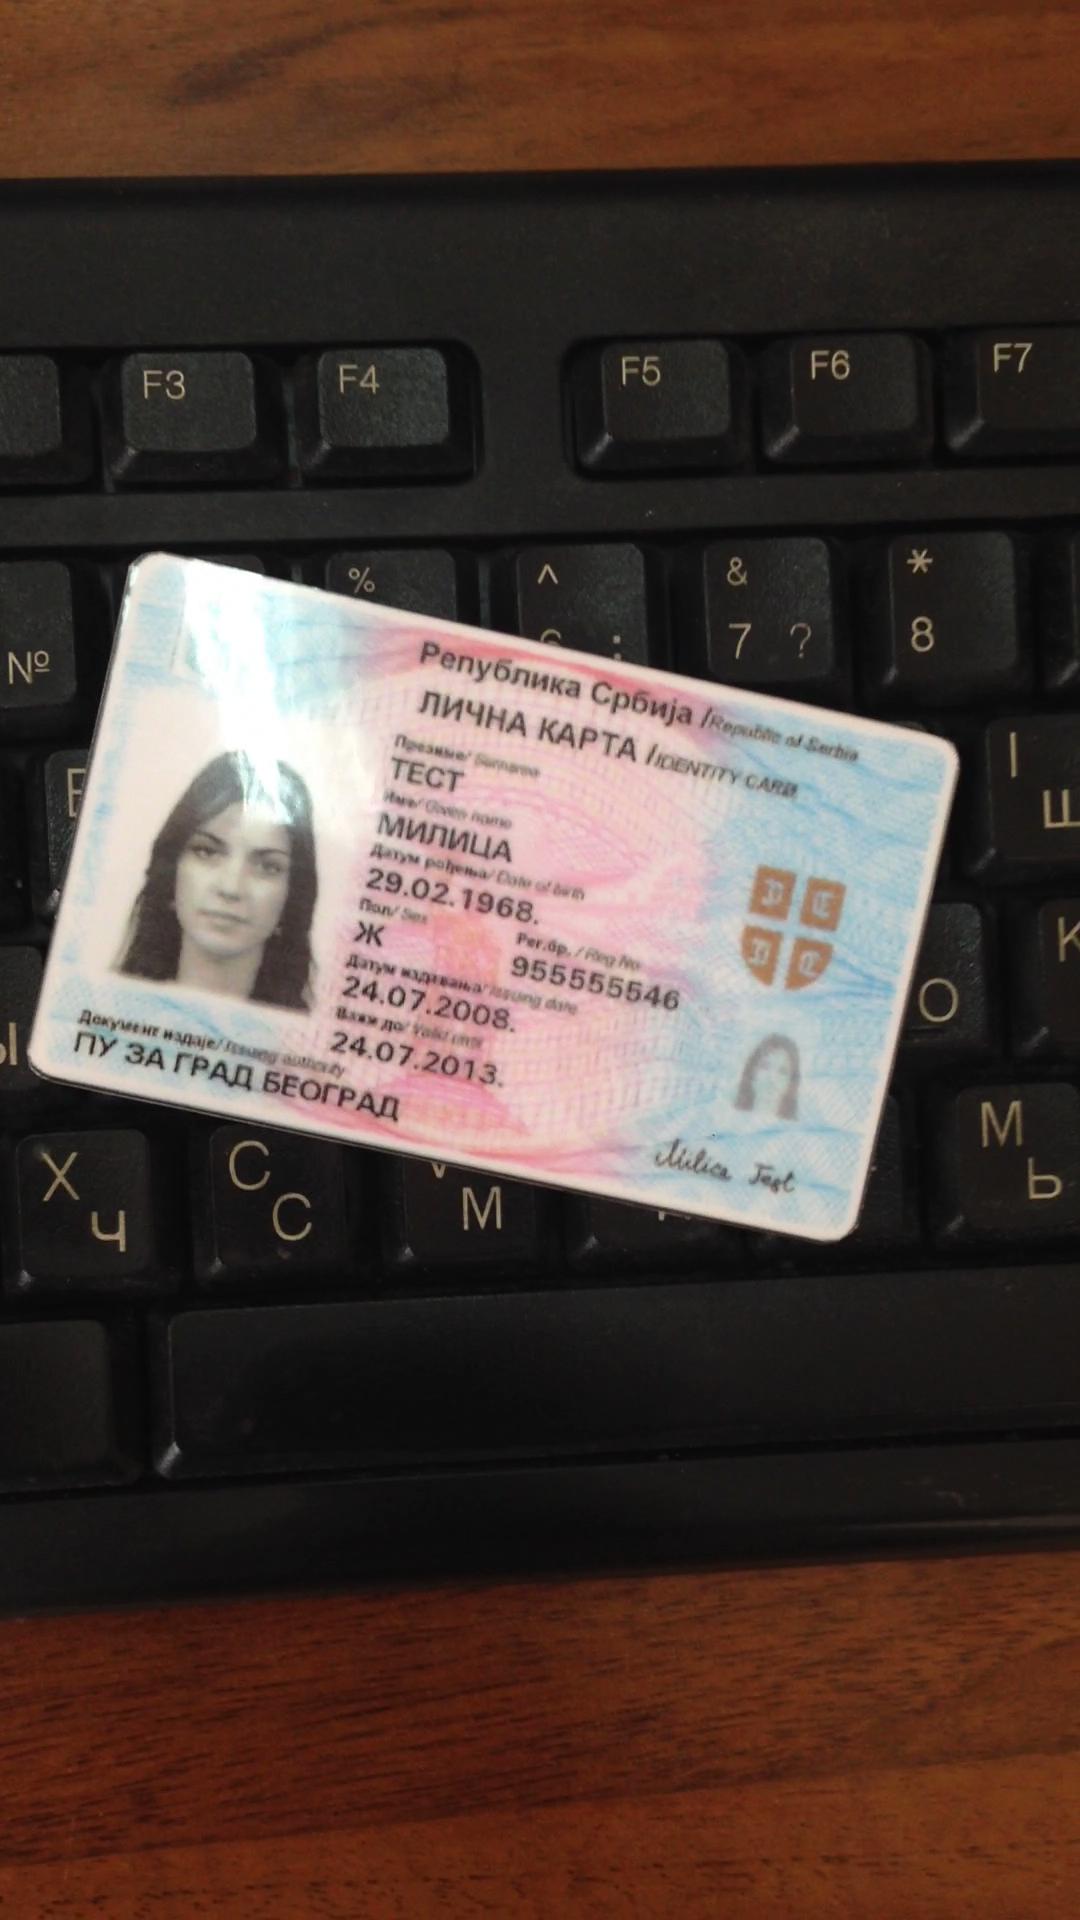 F3 F4 F5 F6 F7
% ^ & *
№ : 7 ? 8
Република Србија / Republic of Serbia
ЛИЧНА КАРТА / IDENTITY CARD
Презиме/ Surname
ТЕСТ
Име/ Given name
МИЛИЦА
Датум рођења/ Date of birth
29.02.1968.
Пол/ Sex
Ж
Рег.бр. / Reg No
955555546
Датум издавања/ Issuing date
24.07.2008.
Важи до/ Valid until
24.07.2013.
Документ издаје/ Issuing authority
ПУ ЗА ГРАД БЕОГРАД
Milica Test
I
Ш
K
О
Ы
X C V M
Ч С М Ь